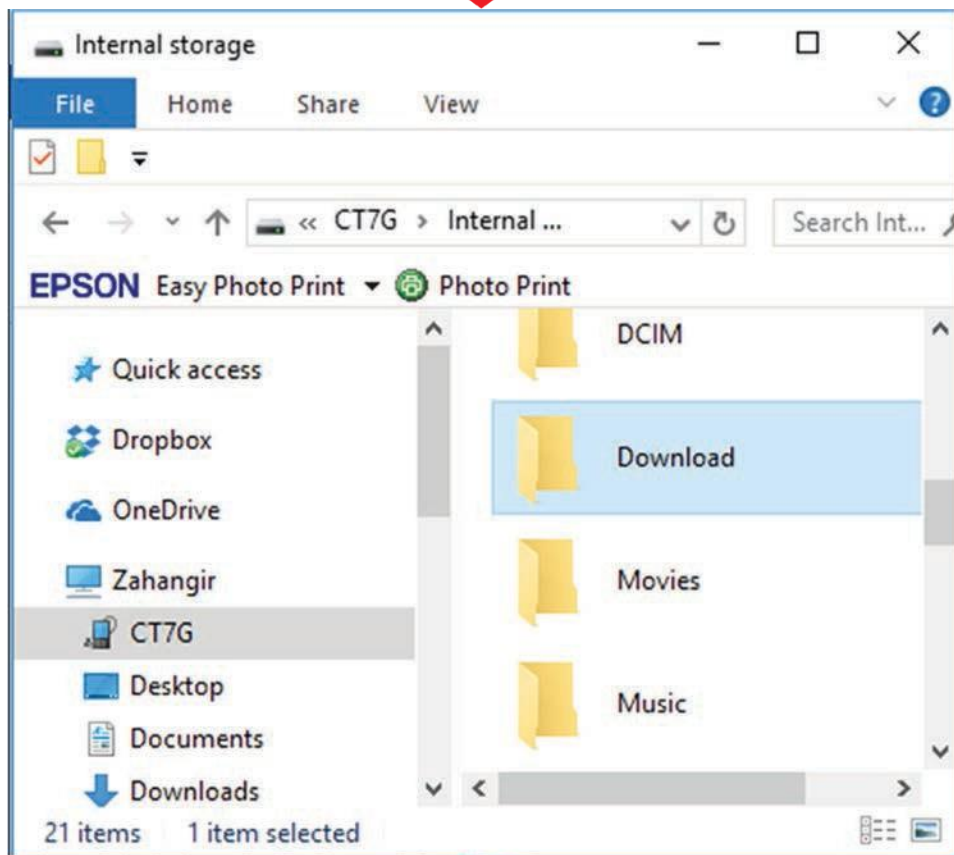 Internal storage
File Home Share View
« CT7G › Internal ... Search Int...
EPSON Easy Photo Print Photo Print
Quick access
Dropbox
OneDrive
Zahangir
CT7G
Desktop
Documents
Downloads
DCIM
Download
Movies
Music
21 items 1 item selected